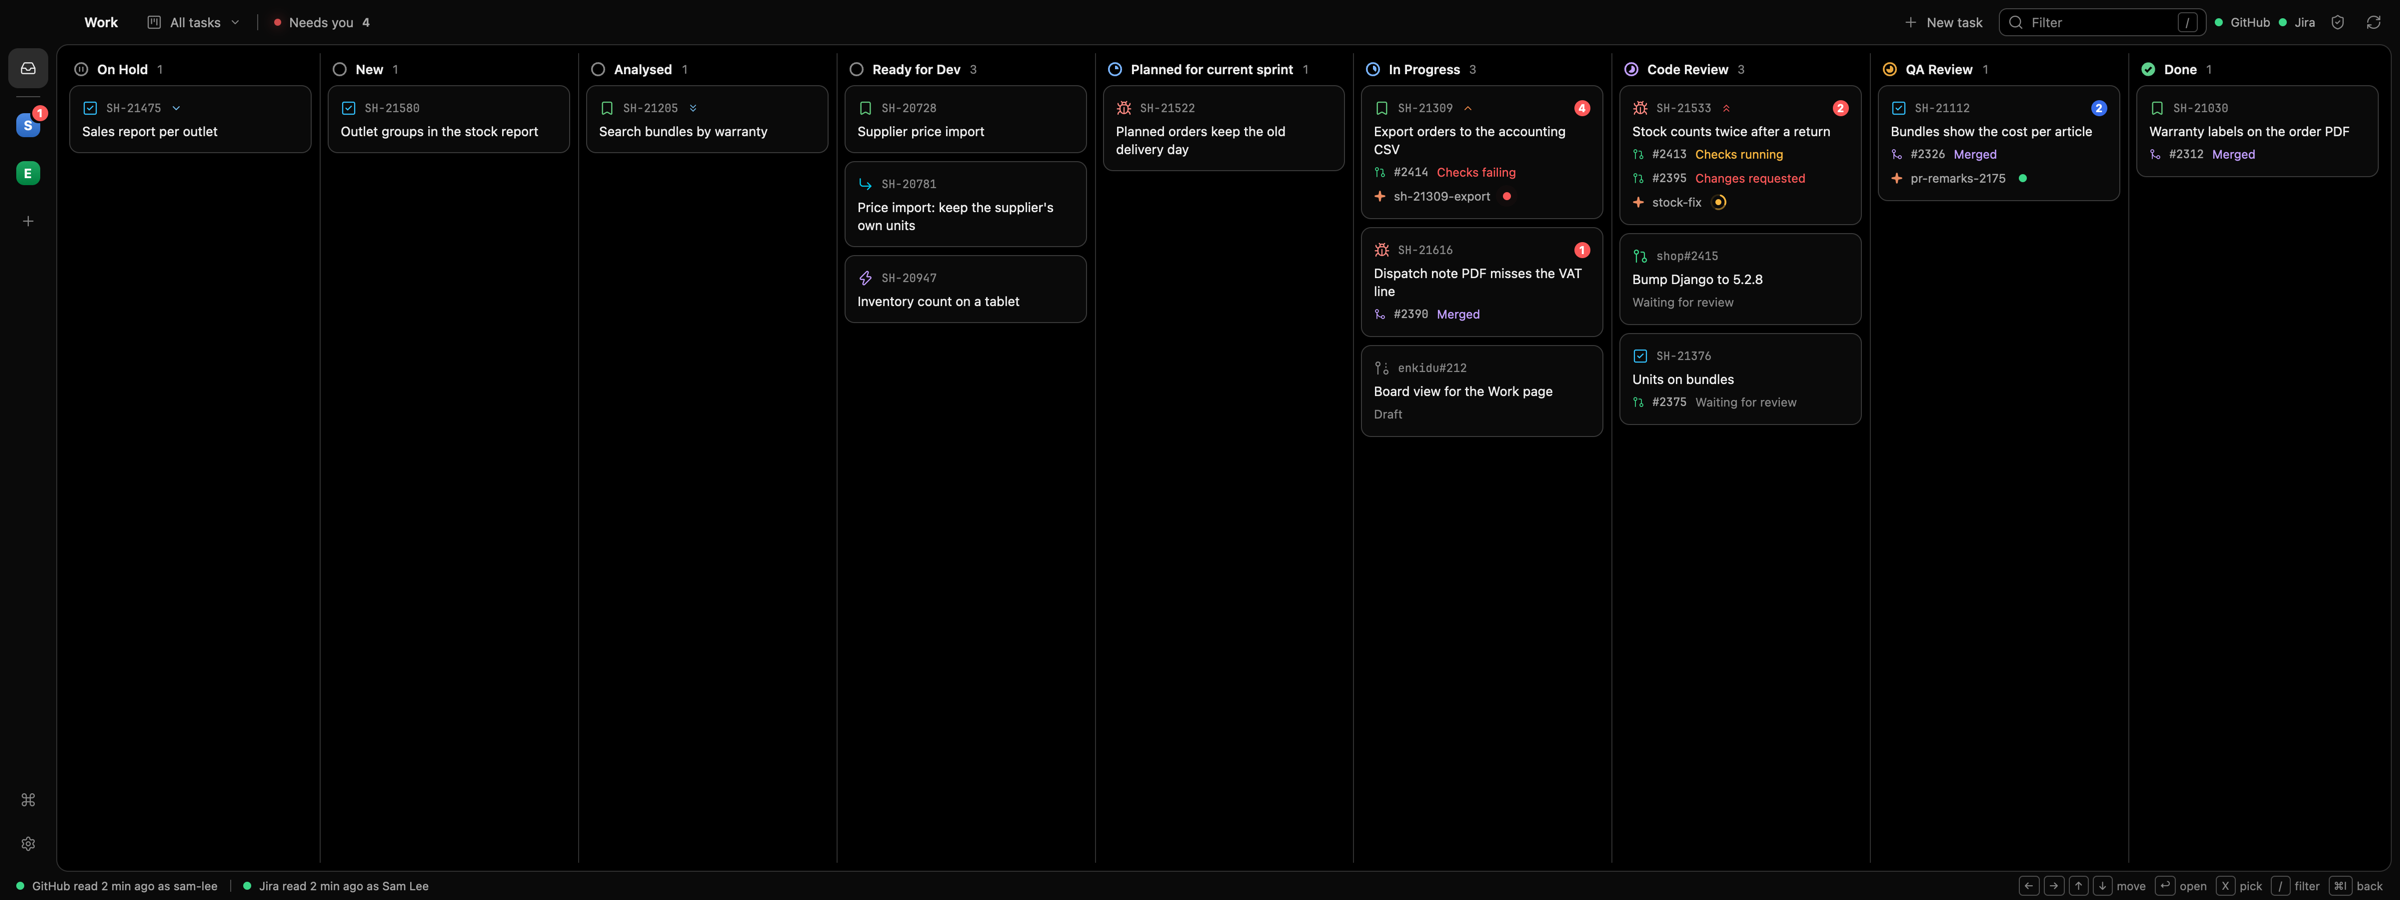 Work
All tasks
Needs you 4
New task
Filter /
GitHub
Jira
1
S
E
On Hold 1
SH-21475
Sales report per outlet
New 1
SH-21580
Outlet groups in the stock report
Analysed 1
SH-21205
Search bundles by warranty
Ready for Dev 3
SH-20728
Supplier price import
SH-20781
Price import: keep the supplier's
own units
SH-20947
Inventory count on a tablet
Planned for current sprint 1
SH-21522
Planned orders keep the old
delivery day
In Progress 3
SH-21309 4
Export orders to the accounting
CSV
#2414 Checks failing
sh-21309-export
SH-21616 1
Dispatch note PDF misses the VAT
line
#2390 Merged
enkidu#212
Board view for the Work page
Draft
Code Review 3
SH-21533 2
Stock counts twice after a return
#2413 Checks running
#2395 Changes requested
stock-fix
shop#2415
Bump Django to 5.2.8
Waiting for review
SH-21376
Units on bundles
#2375 Waiting for review
QA Review 1
SH-21112 2
Bundles show the cost per article
#2326 Merged
pr-remarks-2175
Done 1
SH-21030
Warranty labels on the order PDF
#2312 Merged
GitHub read 2 min ago as sam-lee
Jira read 2 min ago as Sam Lee
← → ↑ ↓ move ↩ open X pick / filter ⌘I back